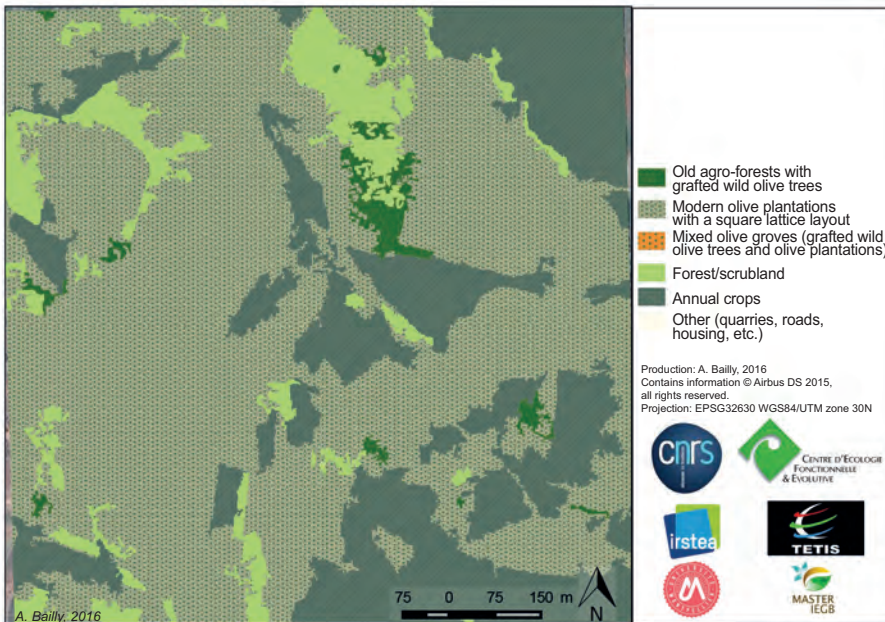 Old agro-forests with
grafted wild olive trees
Modern olive plantations
with a square lattice layout
Mixed olive groves (grafted wild
olive trees and olive plantations)
Forest/scrubland
Annual crops
Other (quarries, roads,
housing, etc.)
Production: A. Bailly, 2016
Contains information © Airbus DS 2015,
all rights reserved.
Projection: EPSG32630 WGS84/UTM zone 30N
cnrs
CENTRE D'ECOLOGIE
FONCTIONNELLE
& EVOLUTIVE
irstea
TETIS
MASTER
IEGB
75 0 75 150 m
N
A. Bailly, 2016